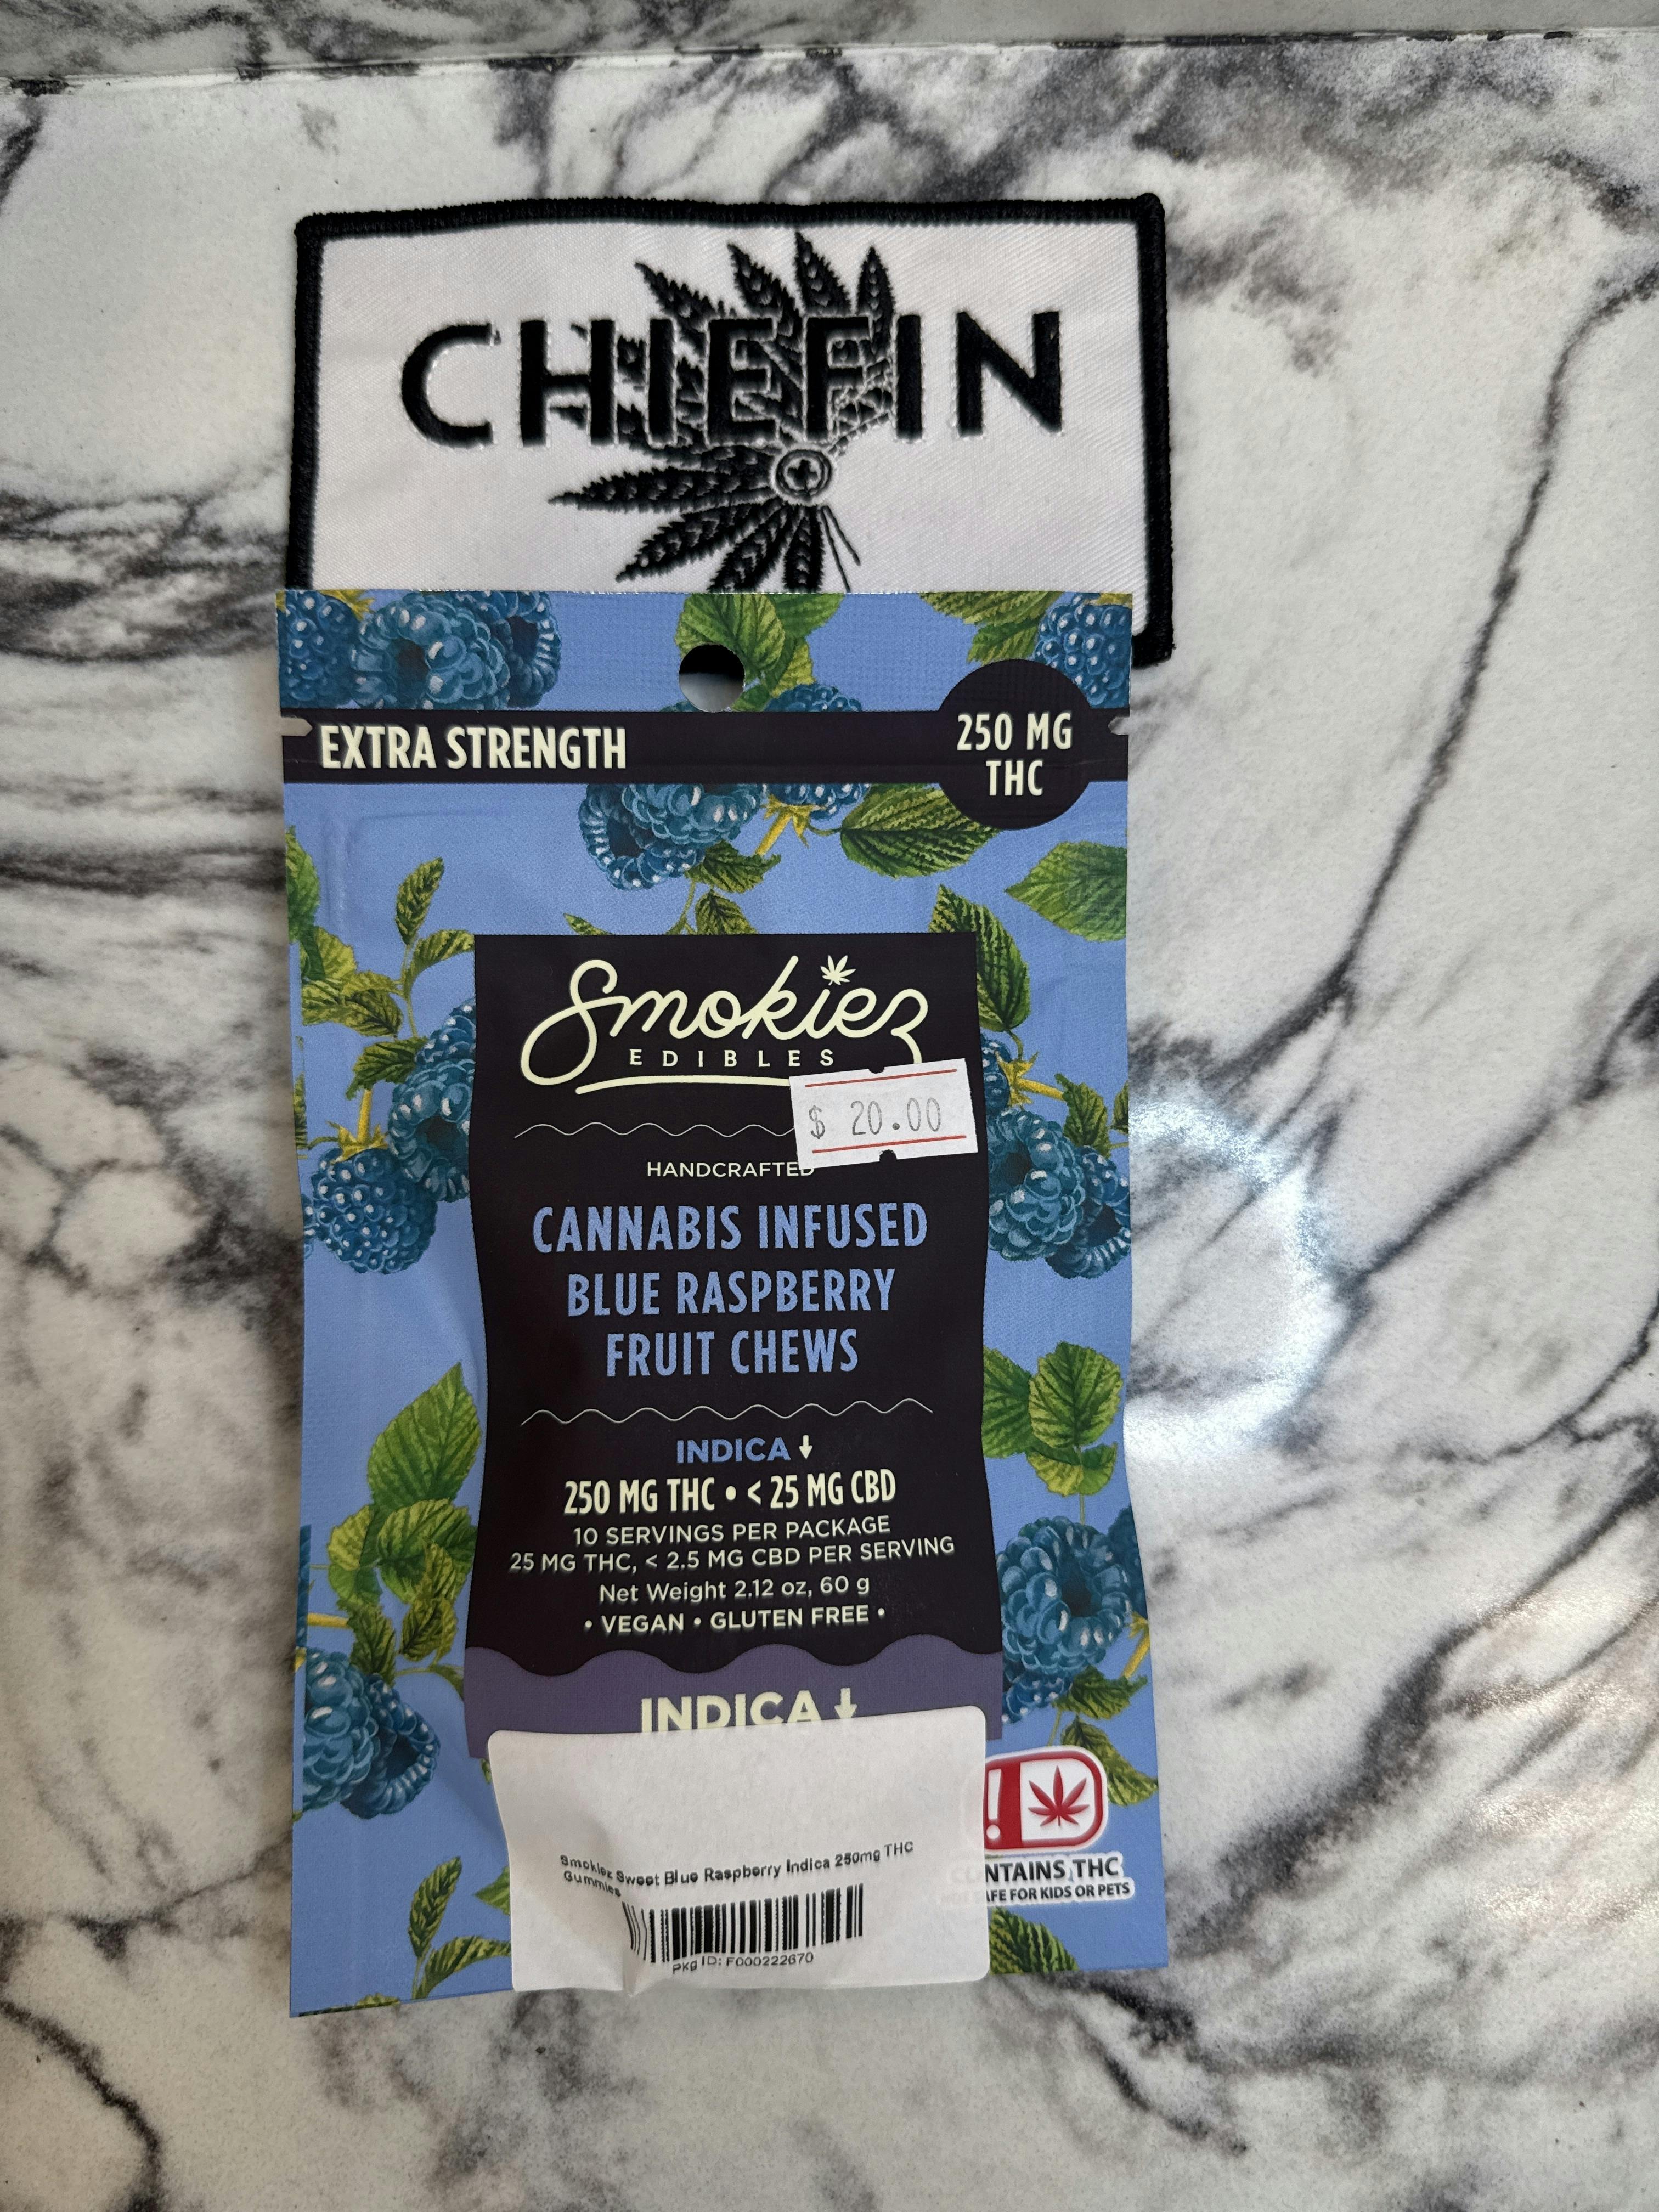 CHIEFIN
EXTRA STRENGTH
250 MG
THC
Smokiez
EDIBLES
$ 20.00
HANDCRAFTED
CANNABIS INFUSED
BLUE RASPBERRY
FRUIT CHEWS
INDICA
250 MG THC • < 25 MG CBD
10 SERVINGS PER PACKAGE
25 MG THC, < 2.5 MG CBD PER SERVING
Net Weight 2.12 oz, 60 g
• VEGAN • GLUTEN FREE •
INDICA
!
NTAINS THC
FE FOR KIDS OR PETS
Smokiez Sweet Blue Raspberry Indica 250mg THC
Gummies
Pkg ID: F000222670